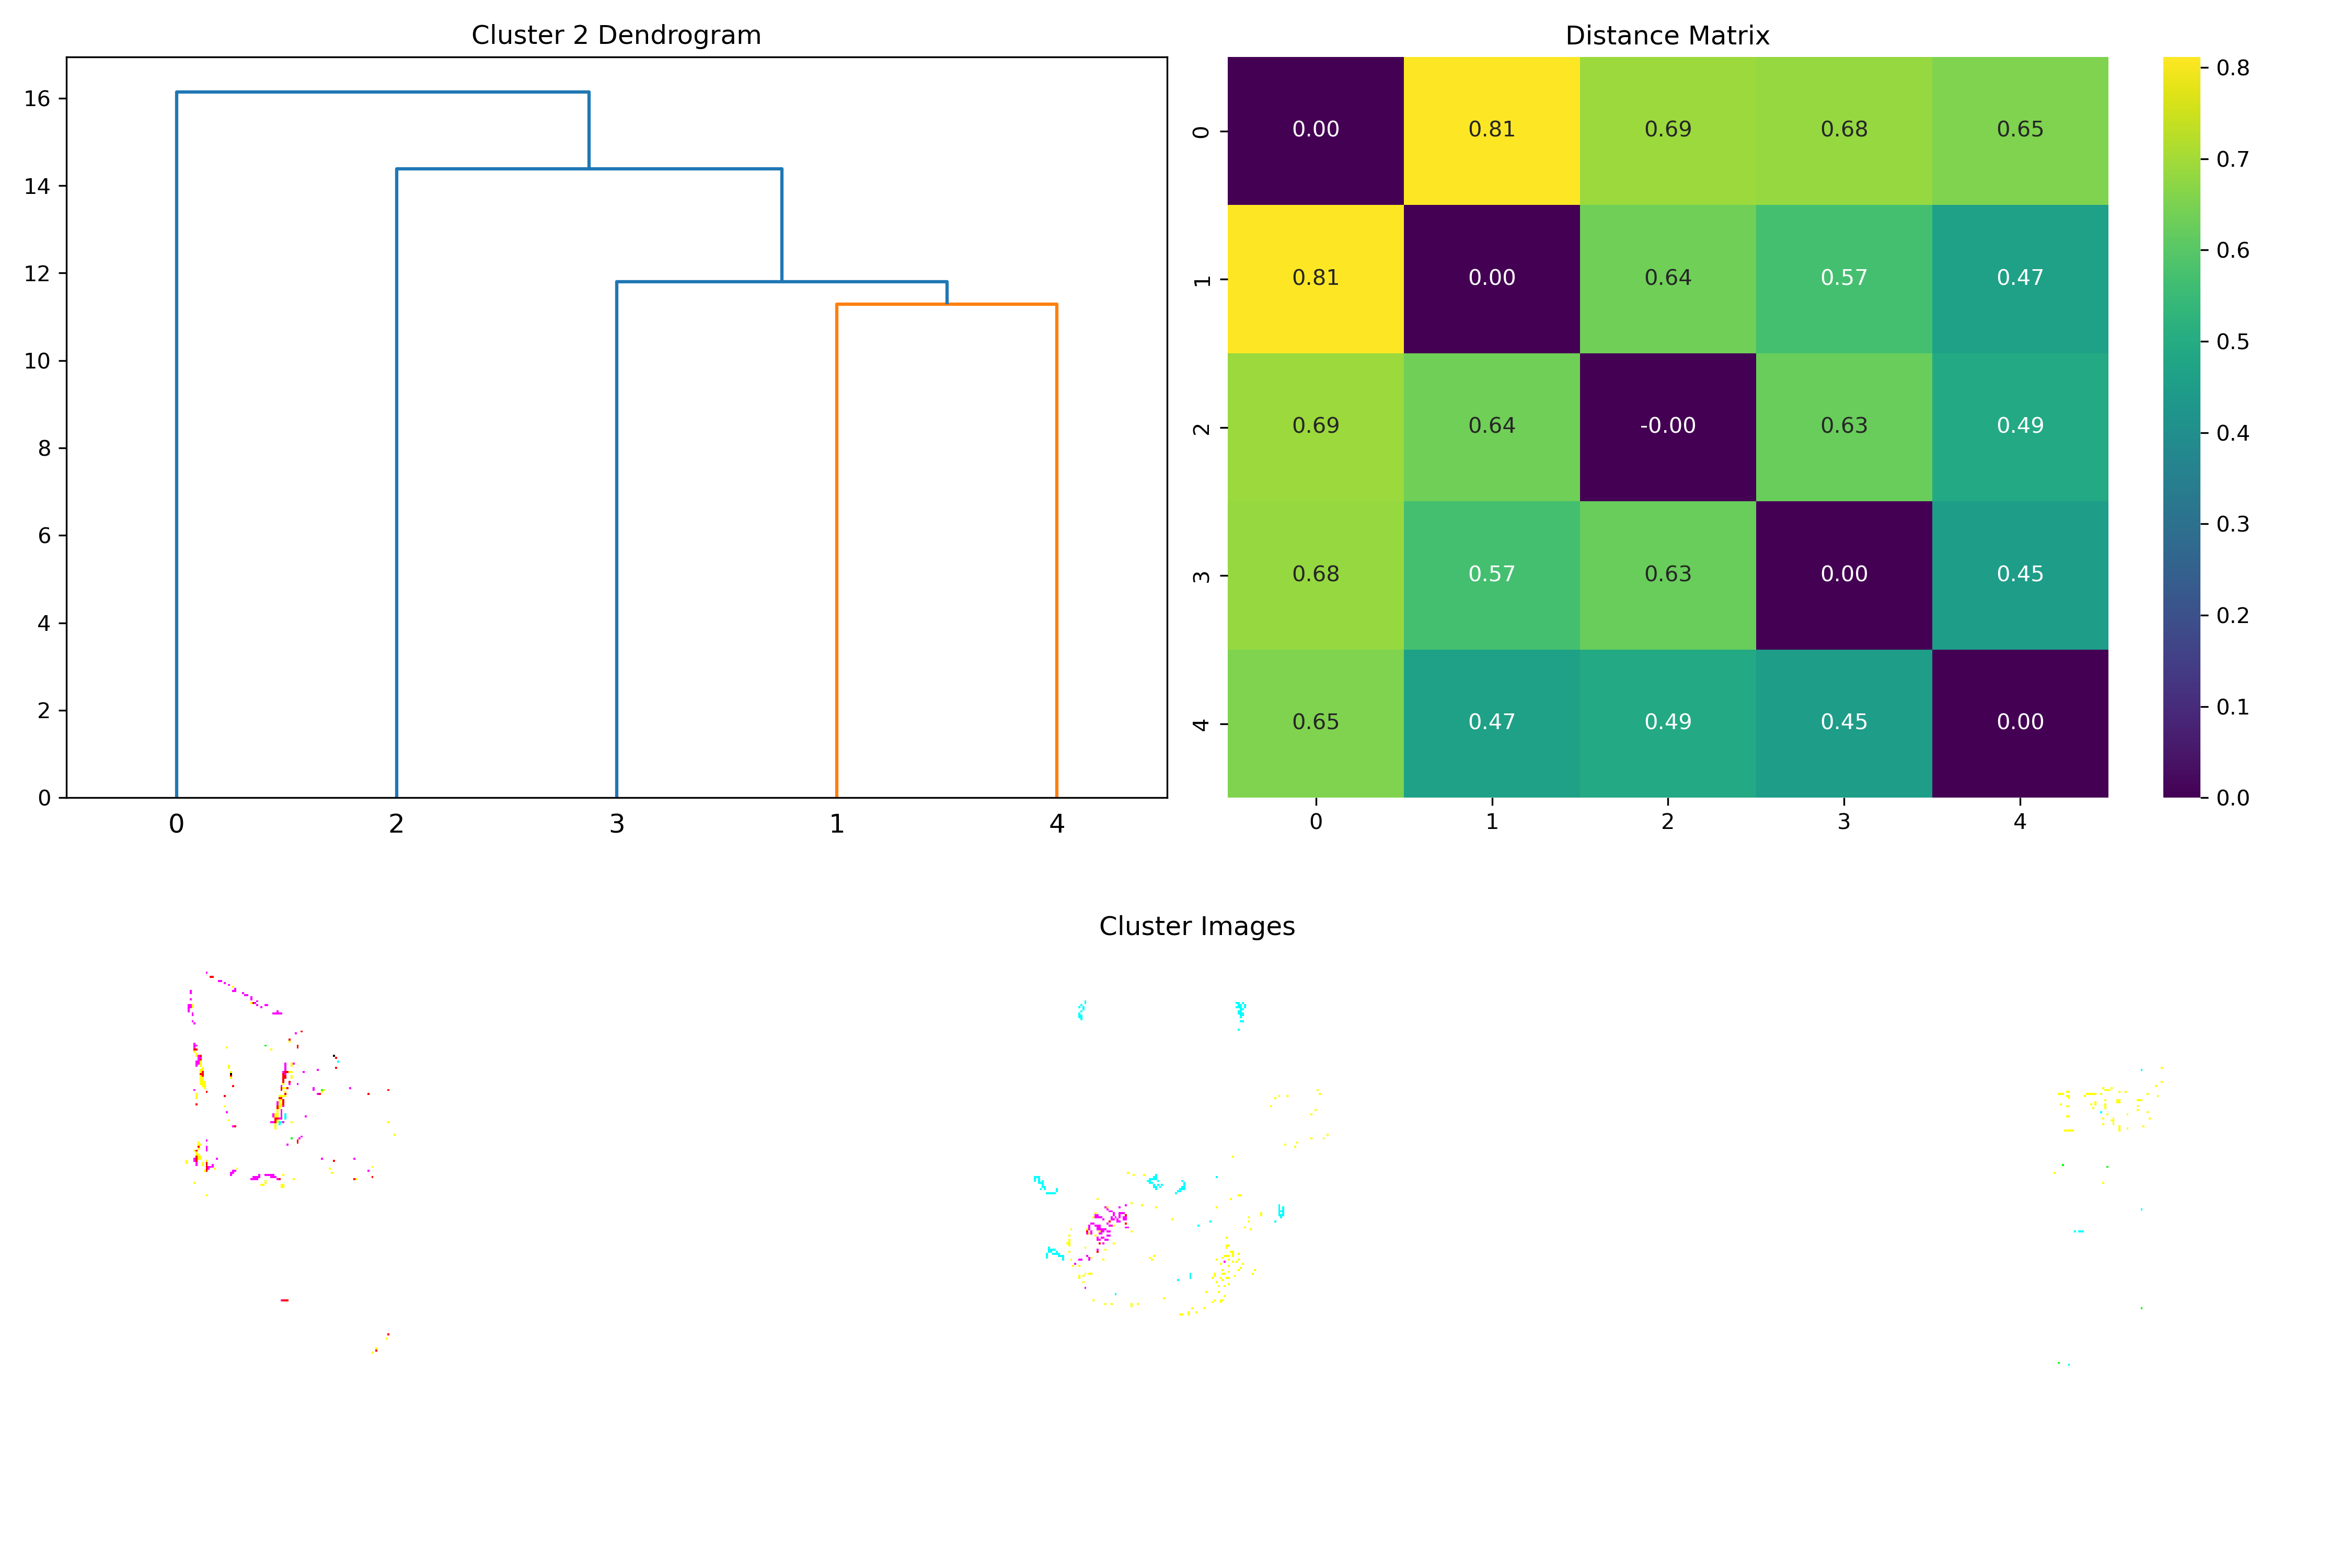 Cluster 2 Dendrogram
16
14
12
10
8
6
4
2
0
0 2 3 1 4
Distance Matrix
0 0.00 0.81 0.69 0.68 0.65
1 0.81 0.00 0.64 0.57 0.47
2 0.69 0.64 -0.00 0.63 0.49
3 0.68 0.57 0.63 0.00 0.45
4 0.65 0.47 0.49 0.45 0.00
0 1 2 3 4
0.8
0.7
0.6
0.5
0.4
0.3
0.2
0.1
0.0
Cluster Images